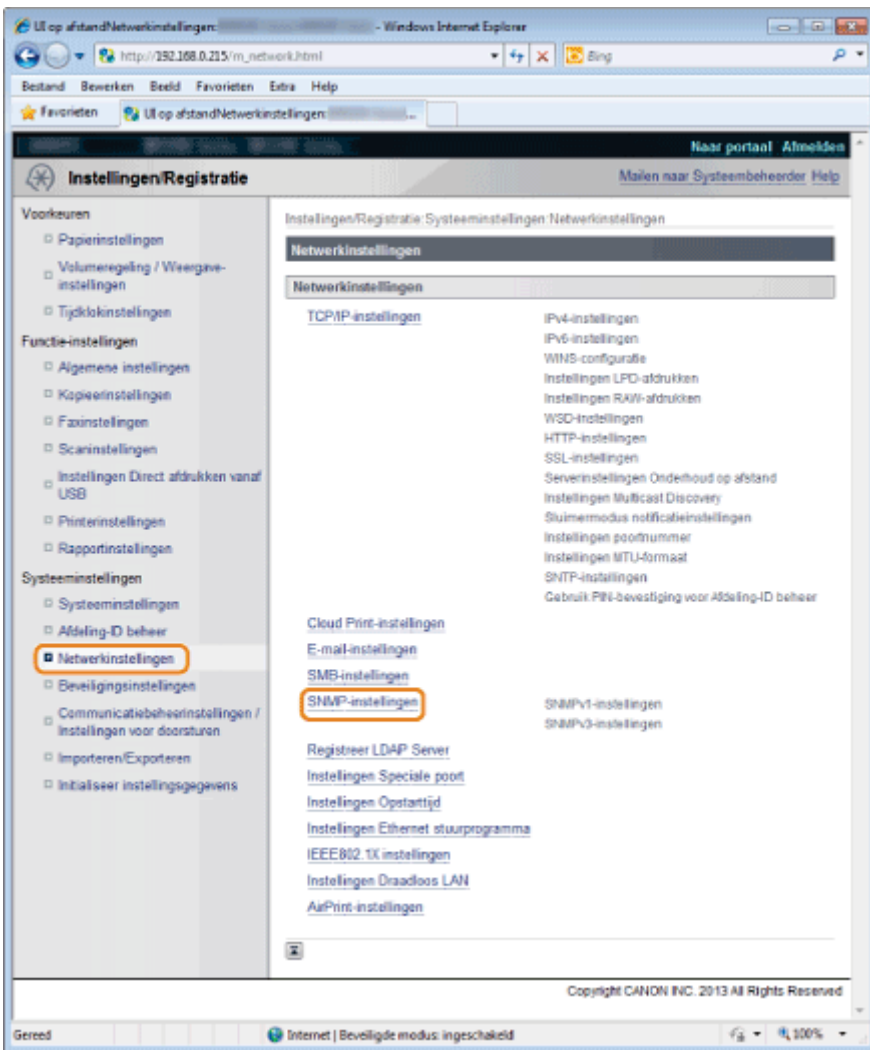 UI op afstandNetwerkinstellingen: - Windows Internet Explorer
http://192.168.0.215/m_network.html
Bing
Bestand Bewerken Beeld Favorieten Extra Help
Favorieten UI op afstandNetwerkinstellingen: ...
Naar portaal Afmelden
Instellingen/Registratie Mailen naar Systeembeheerder Help
Voorkeuren
Papierinstellingen
Volumeregeling / Weergave-
instellingen
Tijdklokinstellingen
Functie-instellingen
Algemene instellingen
Kopieerinstellingen
Faxinstellingen
Scaninstellingen
Instellingen Direct afdrukken vanaf
USB
Printerinstellingen
Rapportinstellingen
Systeeminstellingen
Systeeminstellingen
Afdeling-ID beheer
Netwerkinstellingen
Beveiligingsinstellingen
Communicatiebeheerinstellingen /
Instellingen voor doorsturen
Importeren/Exporteren
Initialiseer instellingsgegevens
Instellingen/Registratie:Systeeminstellingen:Netwerkinstellingen
Netwerkinstellingen
Netwerkinstellingen
TCP/IP-instellingen
IPv4-instellingen
IPv6-instellingen
WINS-configuratie
Instellingen LPD-afdrukken
Instellingen RAW-afdrukken
WSD-instellingen
HTTP-instellingen
SSL-instellingen
Serverinstellingen Onderhoud op afstand
Instellingen Multicast Discovery
Sluimermodus notificatieinstellingen
Instellingen poortnummer
Instellingen MTU-formaat
SNTP-instellingen
Gebruik PIN-bevestiging voor Afdeling-ID beheer
Cloud Print-instellingen
E-mail-instellingen
SMB-instellingen
SNMP-instellingen
SNMPv1-instellingen
SNMPv3-instellingen
Registreer LDAP Server
Instellingen Speciale poort
Instellingen Opstarttijd
Instellingen Ethernet stuurprogramma
IEEE802.1X instellingen
Instellingen Draadloos LAN
AirPrint-instellingen
Copyright CANON INC. 2013 All Rights Reserved
Gereed Internet | Beveiligde modus: ingeschakeld 100%